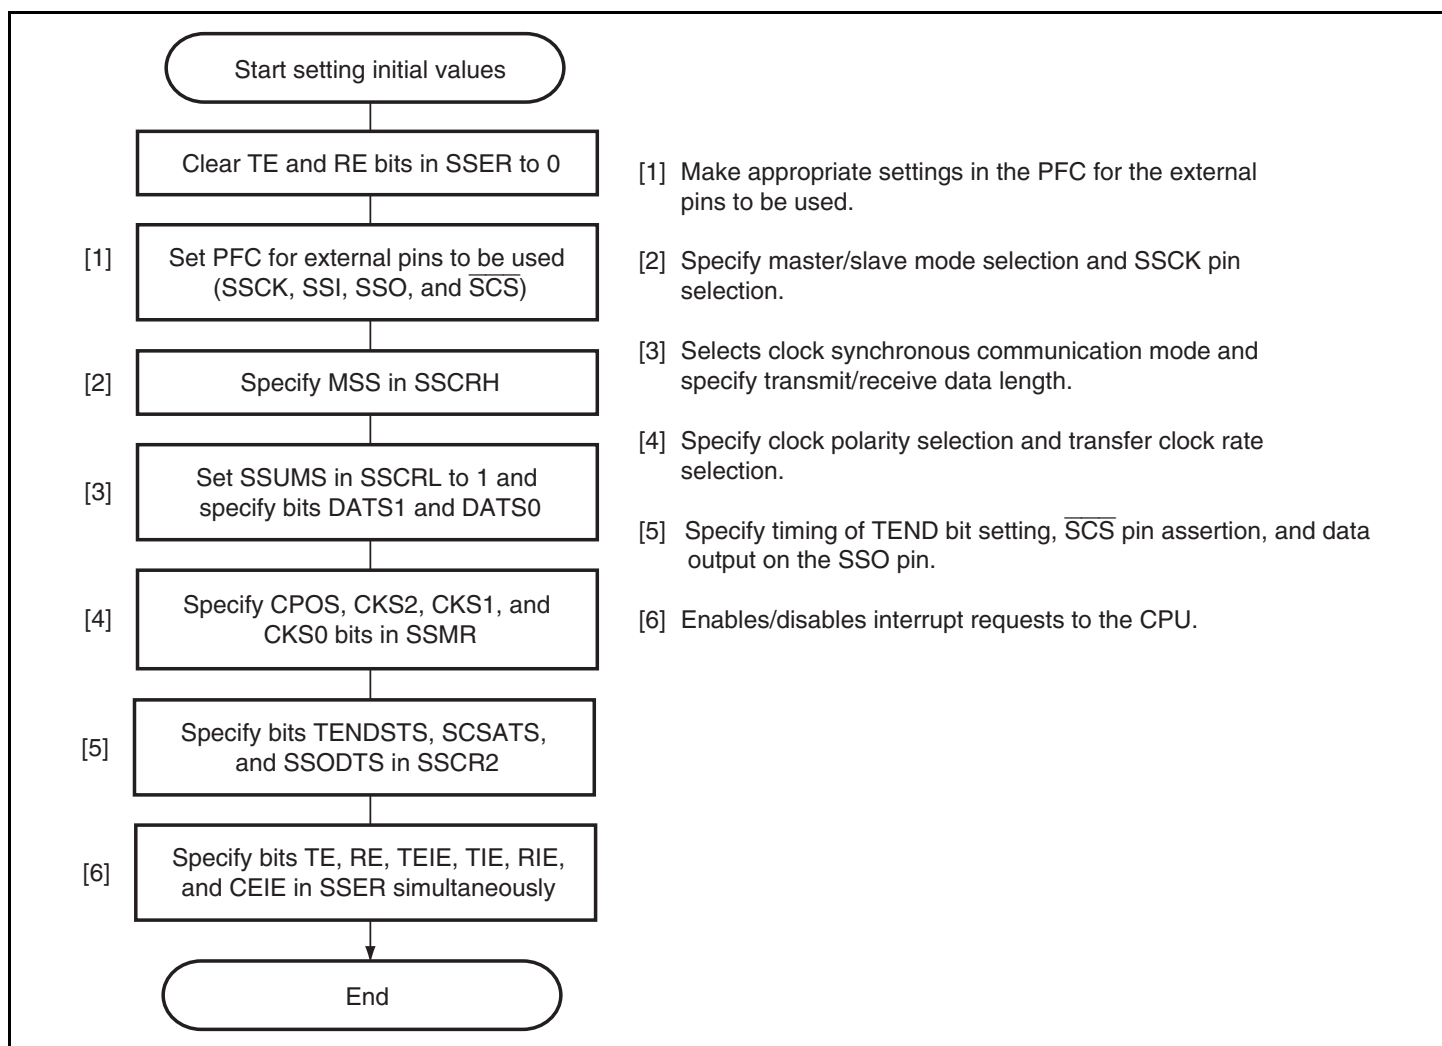 Start setting initial values
Clear TE and RE bits in SSER to 0
[1]
Set PFC for external pins to be used
(SSCK, SSI, SSO, and S̅C̅S̅)
[2]
Specify MSS in SSCRH
[3]
Set SSUMS in SSCRL to 1 and
specify bits DATS1 and DATS0
[4]
Specify CPOS, CKS2, CKS1, and
CKS0 bits in SSMR
[5]
Specify bits TENDSTS, SCSATS,
and SSODTS in SSCR2
[6]
Specify bits TE, RE, TEIE, TIE, RIE,
and CEIE in SSER simultaneously
End
[1] Make appropriate settings in the PFC for the external
pins to be used.
[2] Specify master/slave mode selection and SSCK pin
selection.
[3] Selects clock synchronous communication mode and
specify transmit/receive data length.
[4] Specify clock polarity selection and transfer clock rate
selection.
[5] Specify timing of TEND bit setting, S̅C̅S̅ pin assertion, and data
output on the SSO pin.
[6] Enables/disables interrupt requests to the CPU.